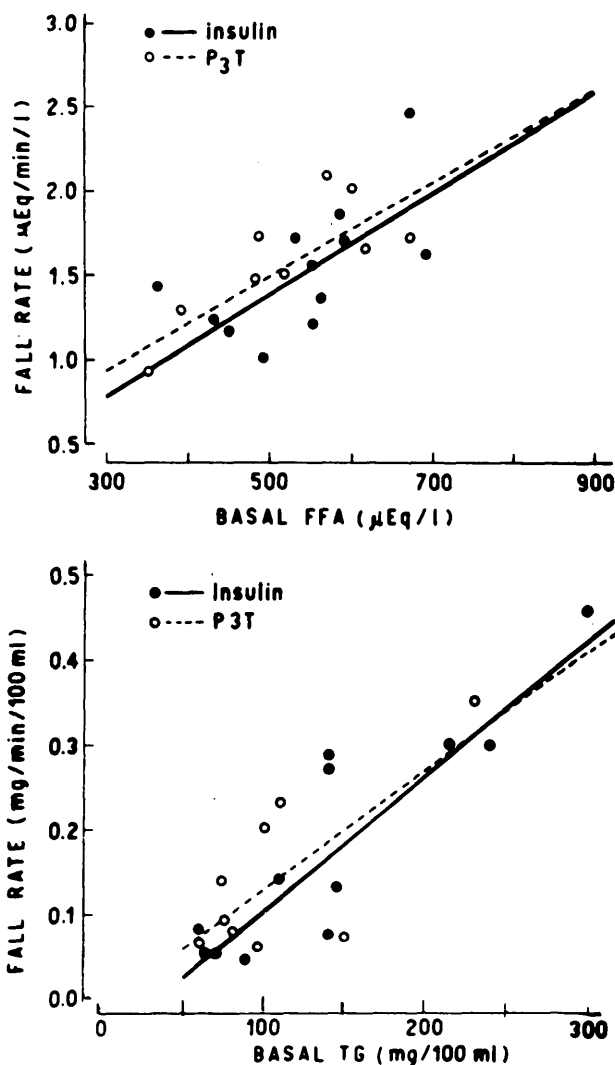 insulin
P3T
3.0
2.5
2.0
1.5
1.0
0.5
FALL RATE (μEq/min/l)
300 500 700 900
BASAL FFA (μEq/l)
Insulin
P3T
0.5
0.4
0.3
0.2
0.1
0.0
FALL RATE (mg/min/100ml)
0 100 200 300
BASAL TG (mg/100 ml)